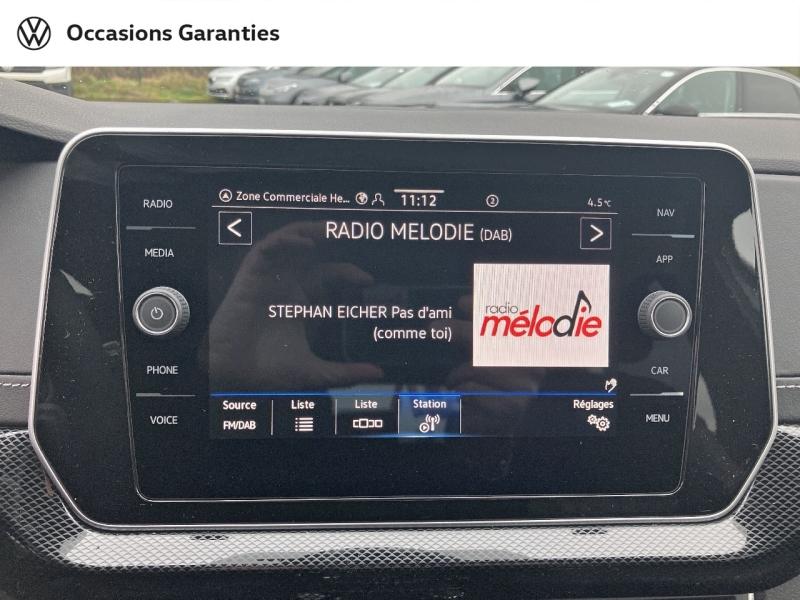 Occasions Garanties
RADIO
MEDIA
PHONE
VOICE
Zone Commerciale He...
11:12
2
4.5°C
< RADIO MELODIE (DAB) >
STEPHAN EICHER Pas d'ami
(comme toi)
radio
mélodie
Source
FM/DAB
Liste
Liste
Station
Réglages
NAV
APP
CAR
MENU